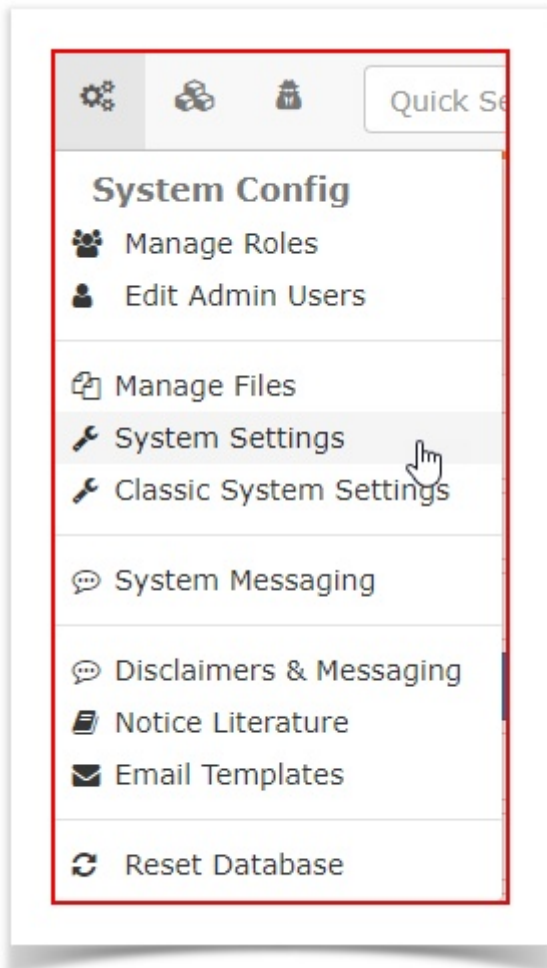 Quick Se
System Config
Manage Roles
Edit Admin Users
Manage Files
System Settings
Classic System Settings
System Messaging
Disclaimers & Messaging
Notice Literature
Email Templates
Reset Database